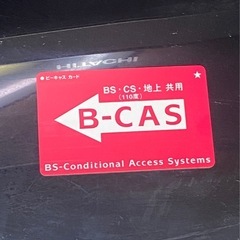 HITACHI
■ ビーキャス カード ★
BS・CS・地上 共用
(110度)
B-CAS
BS-Conditional Access Systems